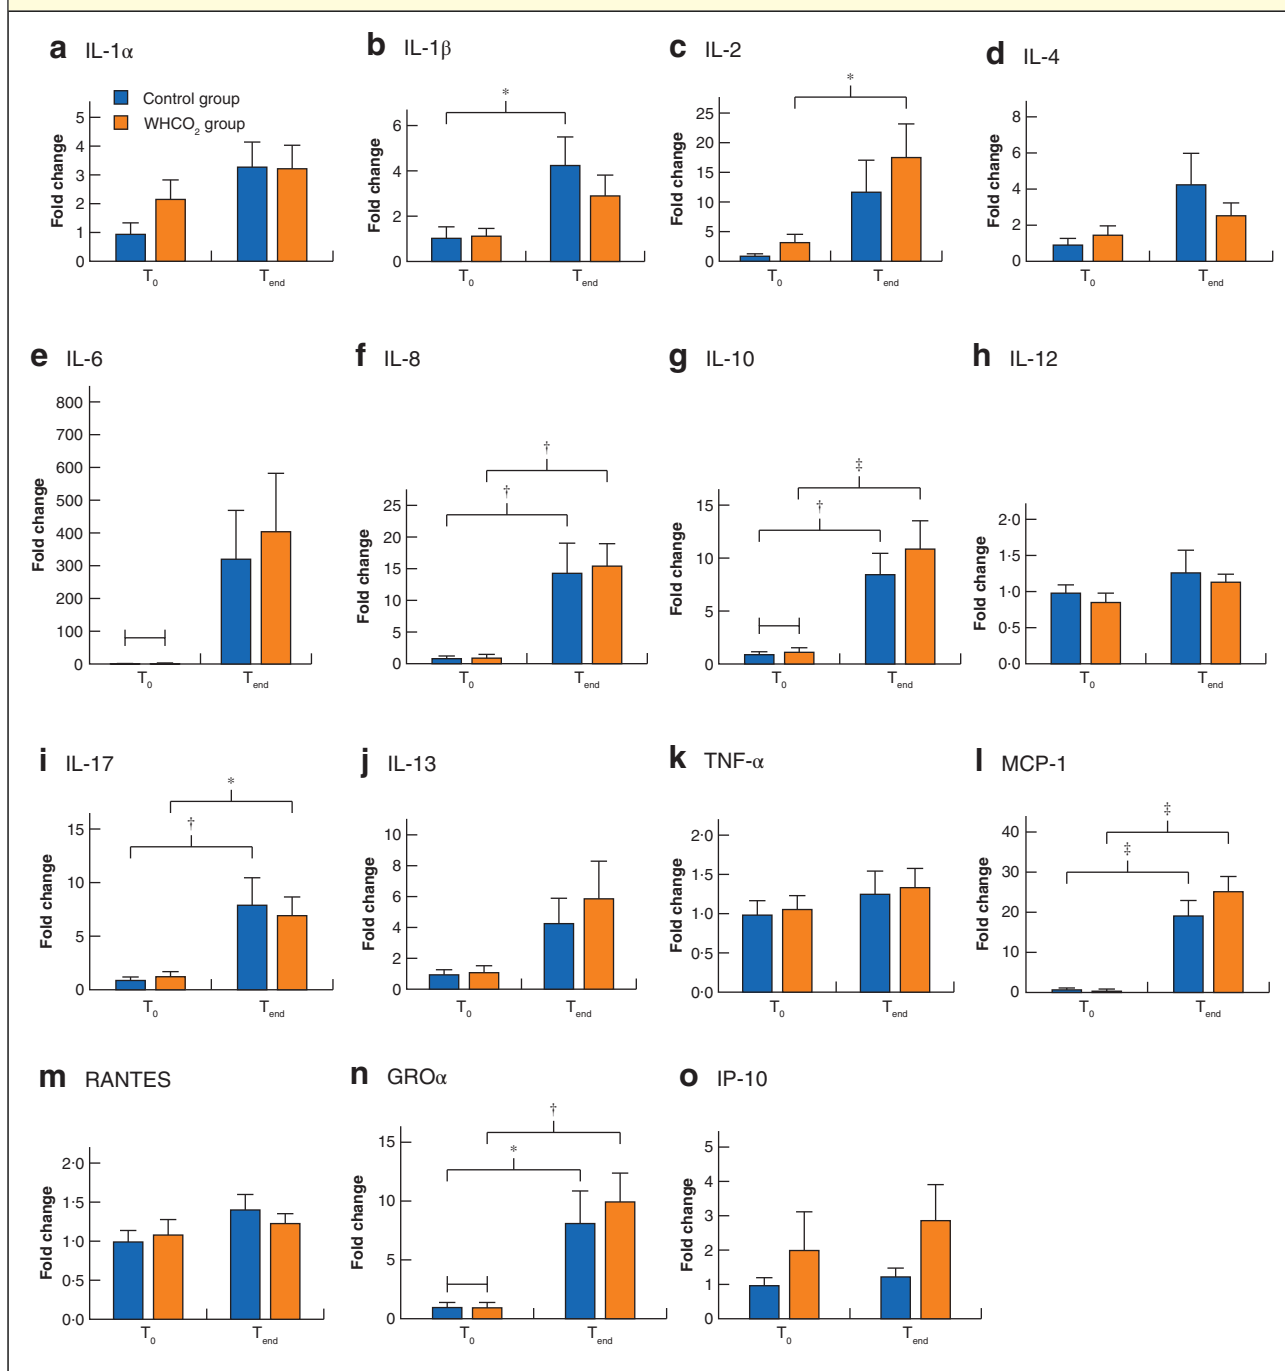 a IL-1α
b IL-1β
c IL-2
d IL-4
Control group
WHCO2 group
Fold change
5
4
3
2
1
0
T0
Tend
Fold change
6
4
2
0
*
T0
Tend
Fold change
25
20
15
10
5
0
*
T0
Tend
Fold change
8
6
4
2
0
T0
Tend
e IL-6
f IL-8
g IL-10
h IL-12
Fold change
800
700
600
500
400
300
200
100
0
T0
Tend
Fold change
25
20
15
10
5
0
†
†
T0
Tend
Fold change
15
10
5
0
‡
†
T0
Tend
Fold change
2·0
1·5
1·0
0·5
0·0
T0
Tend
i IL-17
j IL-13
k TNF-α
l MCP-1
Fold change
15
10
5
0
*
†
T0
Tend
Fold change
10
8
6
4
2
0
T0
Tend
Fold change
2·0
1·5
1·0
0·5
0·0
T0
Tend
Fold change
40
30
20
10
0
‡
‡
T0
Tend
m RANTES
n GROα
o IP-10
Fold change
2·0
1·5
1·0
0·5
0·0
T0
Tend
Fold change
15
10
5
0
†
*
T0
Tend
Fold change
5
4
3
2
1
0
T0
Tend